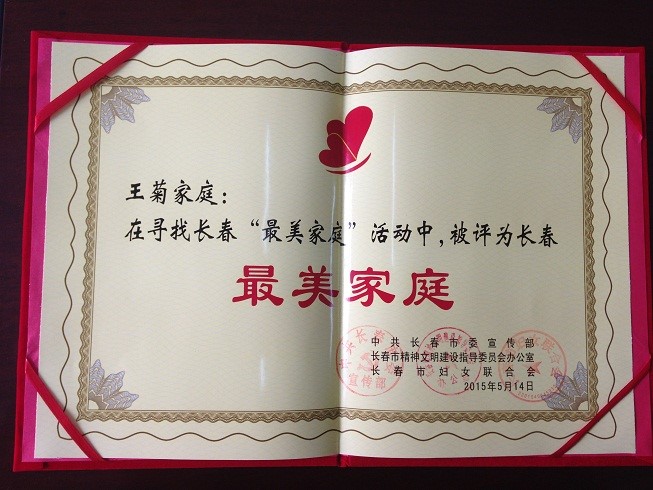 王菊家庭：
在寻找长春“最美家庭”活动中，被评为长春
最美家庭
中共长春市委宣传部
长春市精神文明建设指导委员会办公室
长春市妇女联合会
2015年5月14日
宣传部